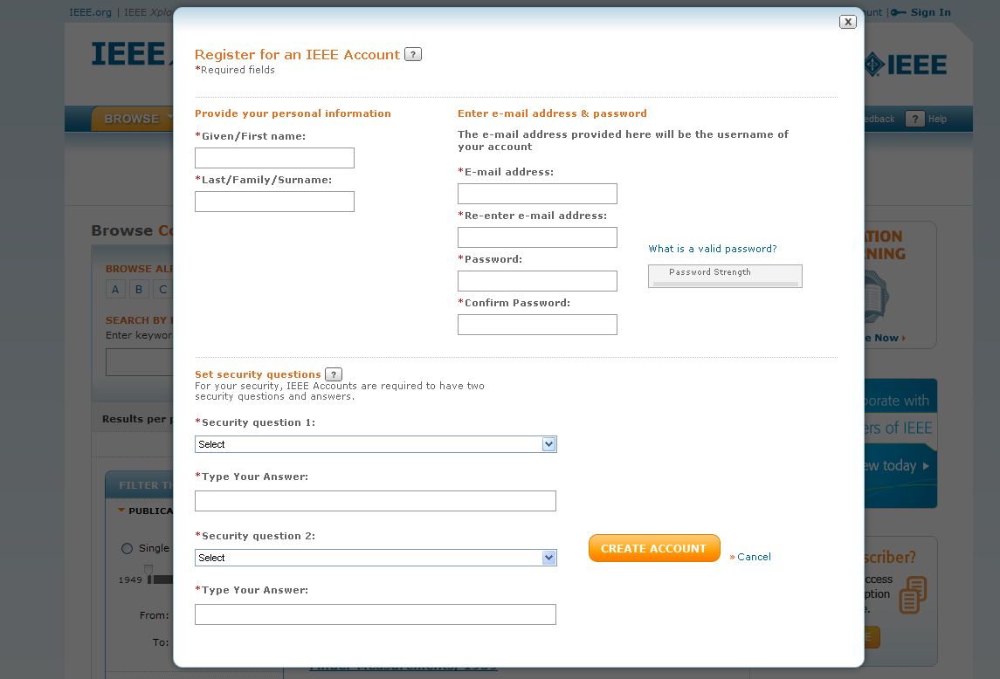 IEEE.org | IEEE Xplo
unt | Sign In
X
IEEE
IEEE
Register for an IEEE Account ?
*Required fields
BROWSE
edback ? Help
Provide your personal information
*Given/First name:
*Last/Family/Surname:
Enter e-mail address & password
The e-mail address provided here will be the username of
your account
*E-mail address:
*Re-enter e-mail address:
*Password:
*Confirm Password:
What is a valid password?
Password Strength
Browse Co
BROWSE ALP
A B C
SEARCH BY
Enter keywor
Results per p
TION
NING
e Now
Set security questions ?
For your security, IEEE Accounts are required to have two
security questions and answers.
*Security question 1:
Select
*Type Your Answer:
*Security question 2:
Select
*Type Your Answer:
CREATE ACCOUNT
» Cancel
porate with
ers of IEEE
ew today
FILTER TH
PUBLICA
Single
1949
From:
To:
scriber?
ccess
ption
e.
E